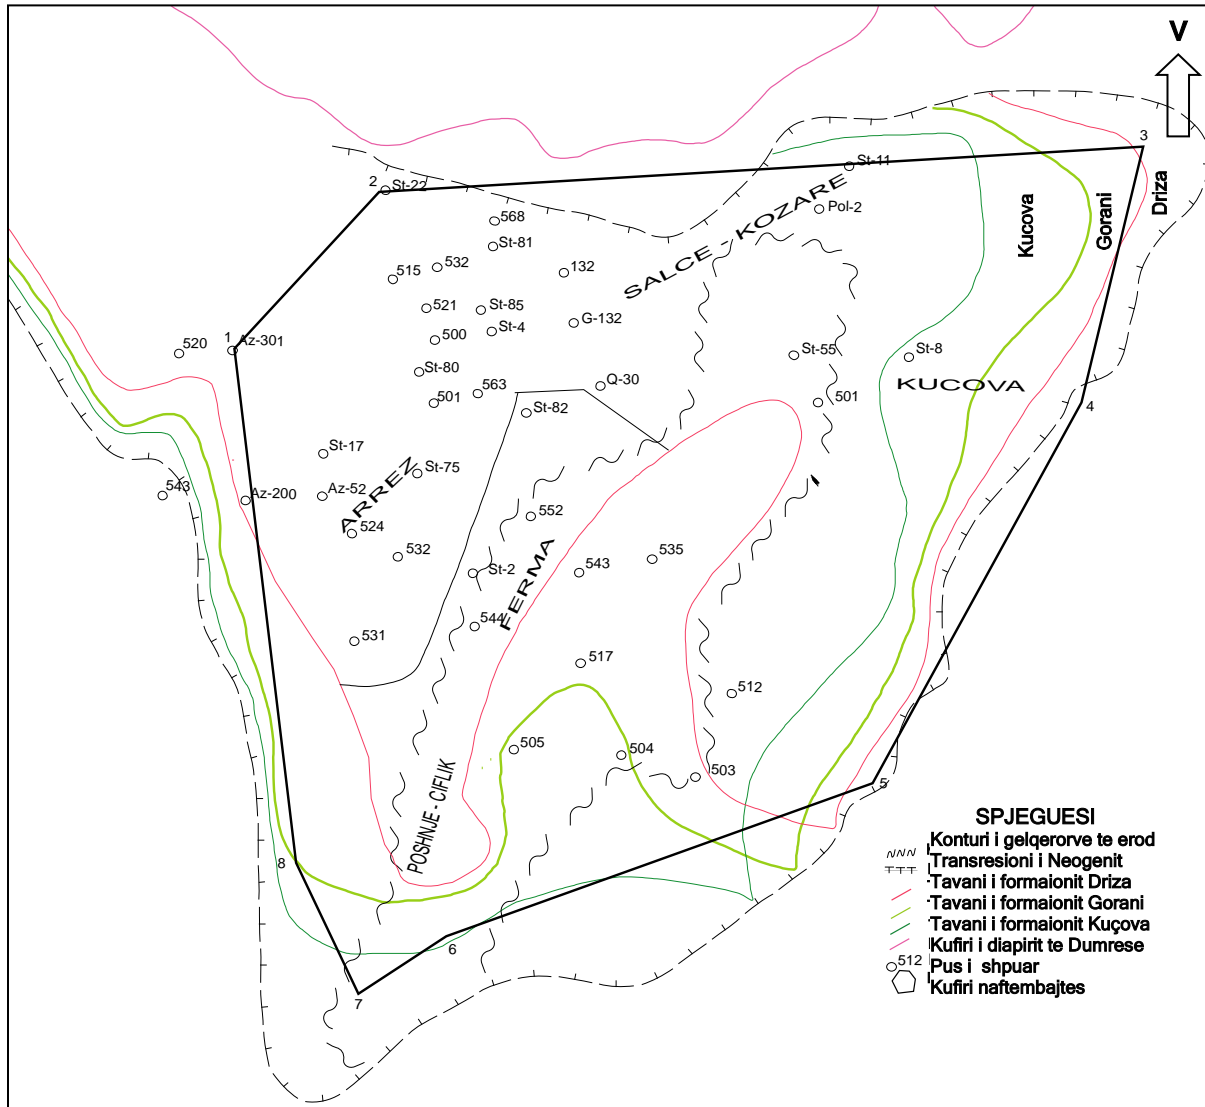 V
3
2
St-22
St-11
568
Pol-2
St-81
532
515
132
SALCE - KOZARE
Kucova
Gorani
Driza
521
St-85
G-132
St-4
500
520
1
Az-301
St-55
St-8
St-80
563
Q-30
KUCOVA
501
St-82
501
4
St-17
St-75
ARREZ
543
Az-200
Az-52
524
552
532
St-2
FERMA
543
535
544
531
517
512
505
504
503
5
POSHNJE - CIFLIK
8
6
7
SPJEGUESI
Konturi i gelqerorve te erod
Transresioni i Neogenit
Tavani i formaionit Driza
Tavani i formaionit Gorani
Tavani i formaionit Kuçova
Kufiri i diapirit te Dumrese
512
Pus i shpuar
Kufiri naftembajtes